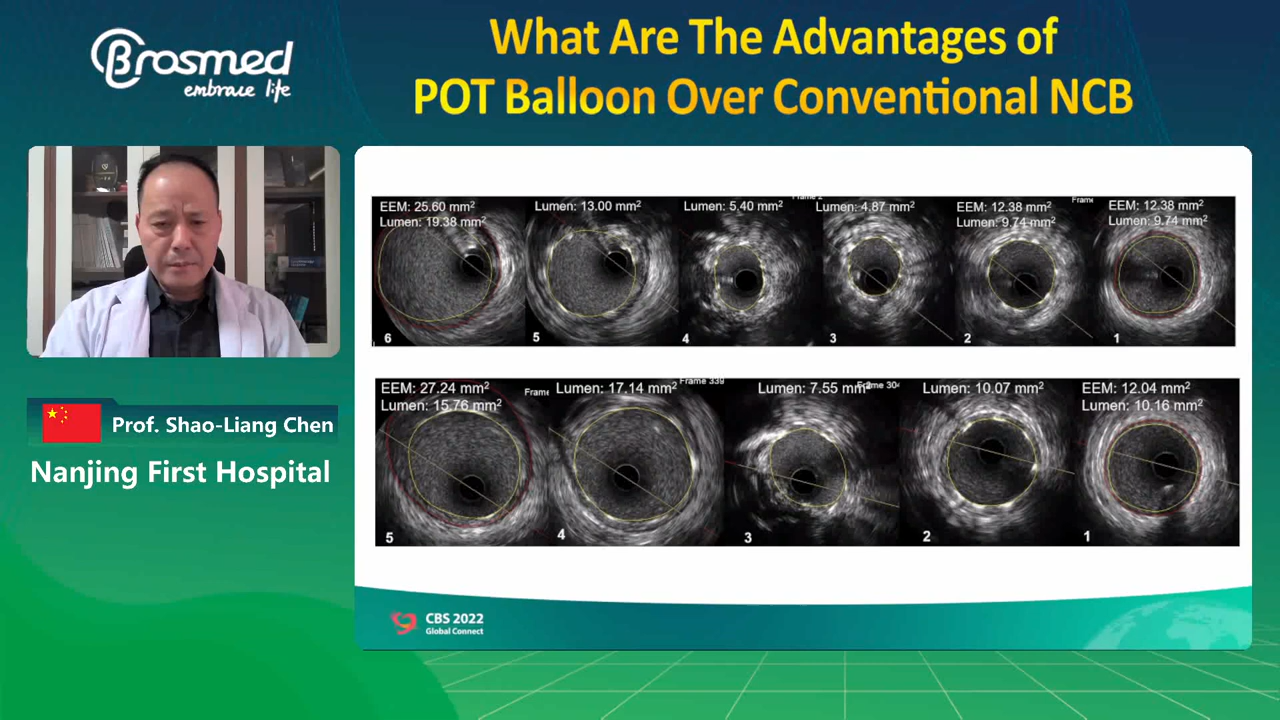 Brosmed
embrace life
What Are The Advantages of
POT Balloon Over Conventional NCB
Prof. Shao-Liang Chen
Nanjing First Hospital
EEM: 25.60 mm²
Lumen: 19.38 mm²
6
Lumen: 13.00 mm²
5
Lumen: 5.40 mm²
4
Lumen: 4.87 mm²
3
EEM: 12.38 mm²
Lumen: 9.74 mm²
2
Frame
EEM: 12.38 mm²
Lumen: 9.74 mm²
1
EEM: 27.24 mm²
Lumen: 15.76 mm²
5
Frame
Lumen: 17.14 mm²
4
Frame 339
Lumen: 7.55 mm²
3
Lumen: 10.07 mm²
2
EEM: 12.04 mm²
Lumen: 10.16 mm²
1
CBS 2022
Global Connect